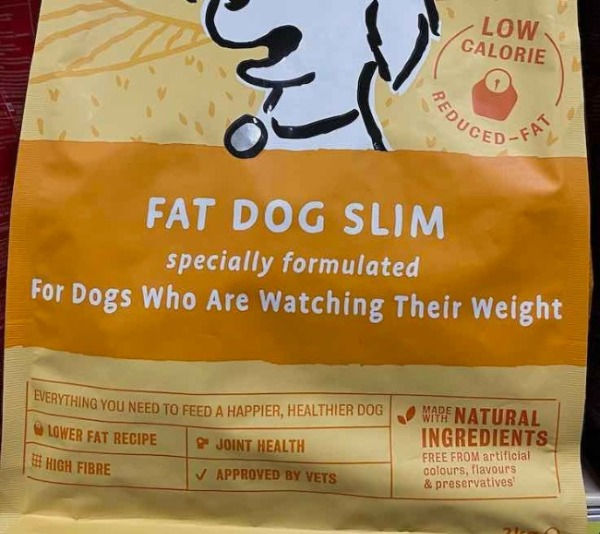 LOW
CALORIE
REDUCED-FAT
FAT DOG SLIM
specially formulated
For Dogs Who Are Watching Their Weight
EVERYTHING YOU NEED TO FEED A HAPPIER, HEALTHIER DOG
LOWER FAT RECIPE
JOINT HEALTH
HIGH FIBRE
APPROVED BY VETS
MADE WITH NATURAL
INGREDIENTS
FREE FROM artificial
colours, flavours
& preservatives